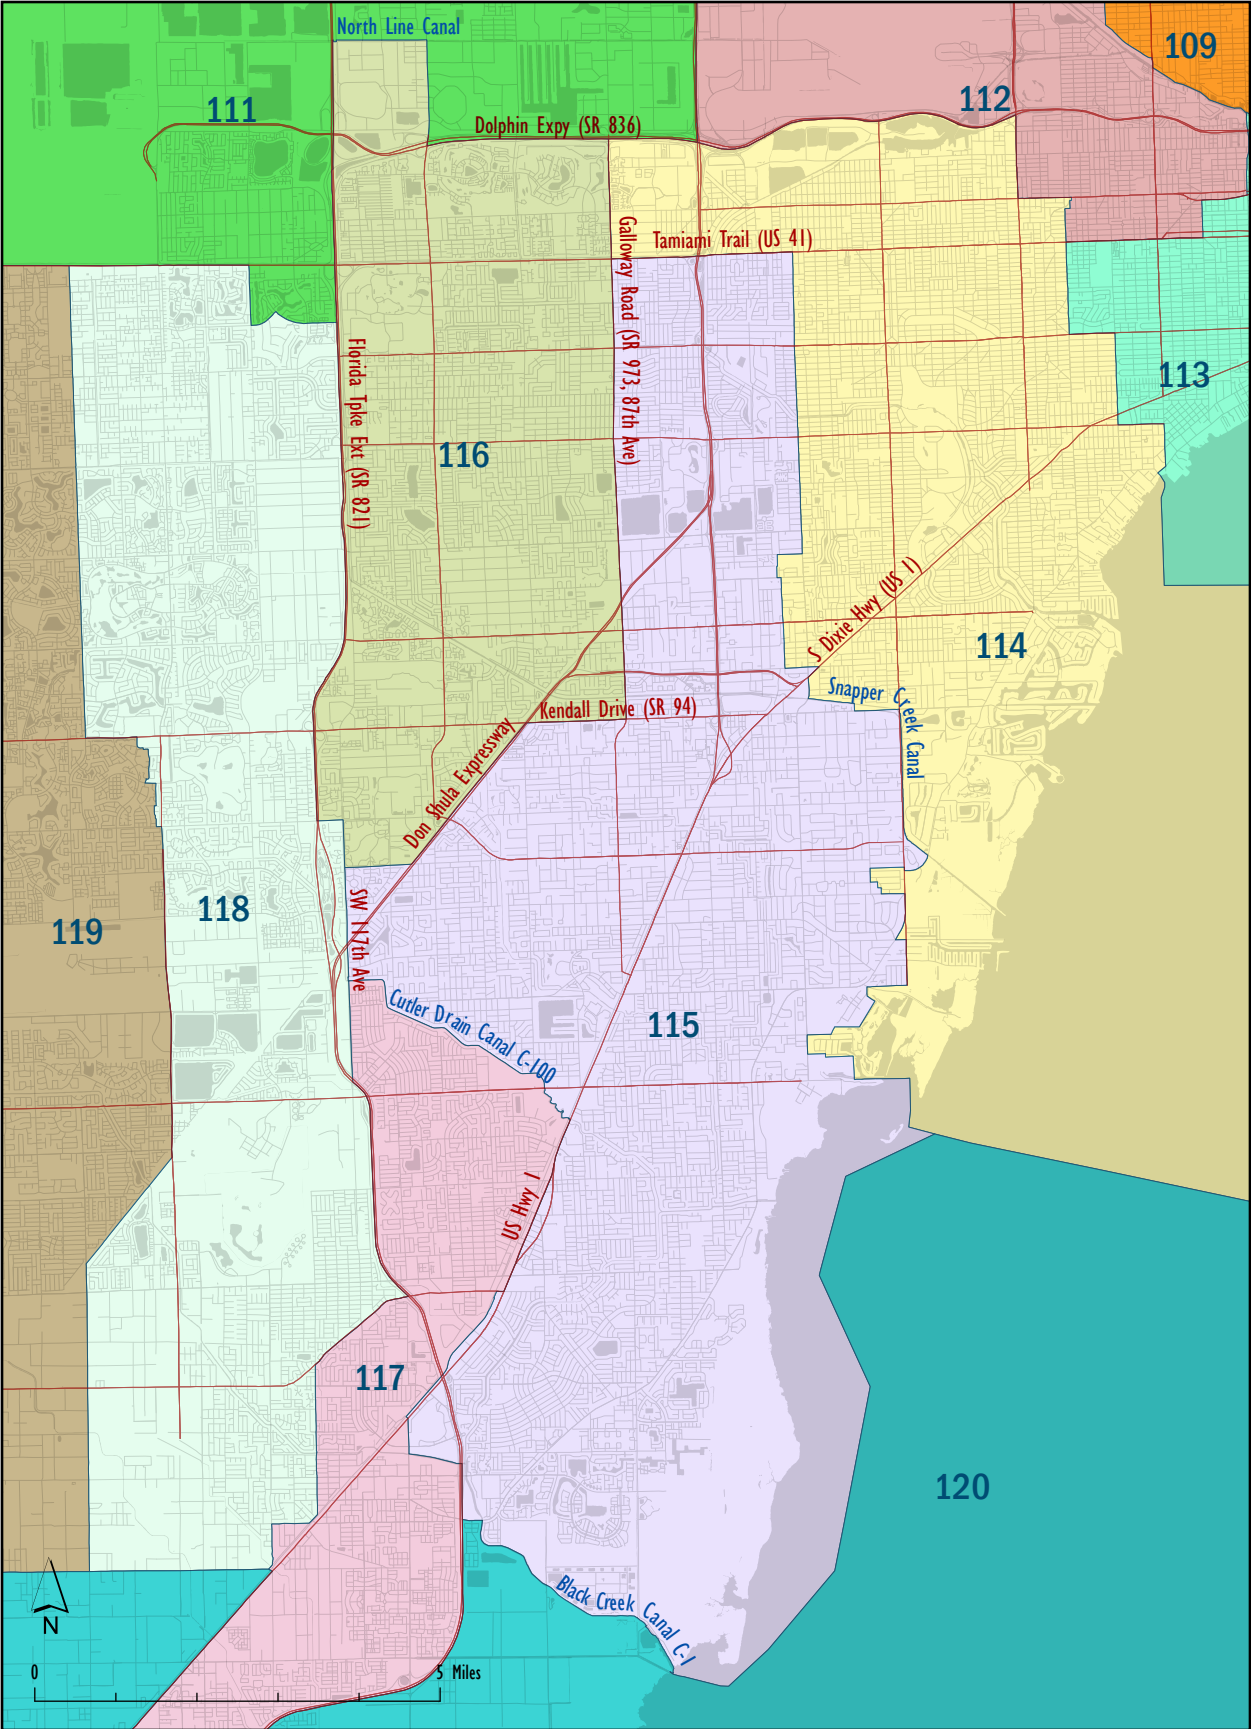 North Line Canal
109
111
112
Dolphin Expy (SR 836)
Galloway Road (SR 973, 87th Ave)
Tamiami Trail (US 41)
Florida Tpke Ext (SR 821)
113
116
S Dixie Hwy (US 1)
114
Snapper Creek Canal
Kendall Drive (SR 94)
Don Shula Expressway
SW 117th Ave
118
119
Cutler Drain Canal C-100
115
US Hwy 1
117
120
Black Creek Canal C-1
N
0
5 Miles